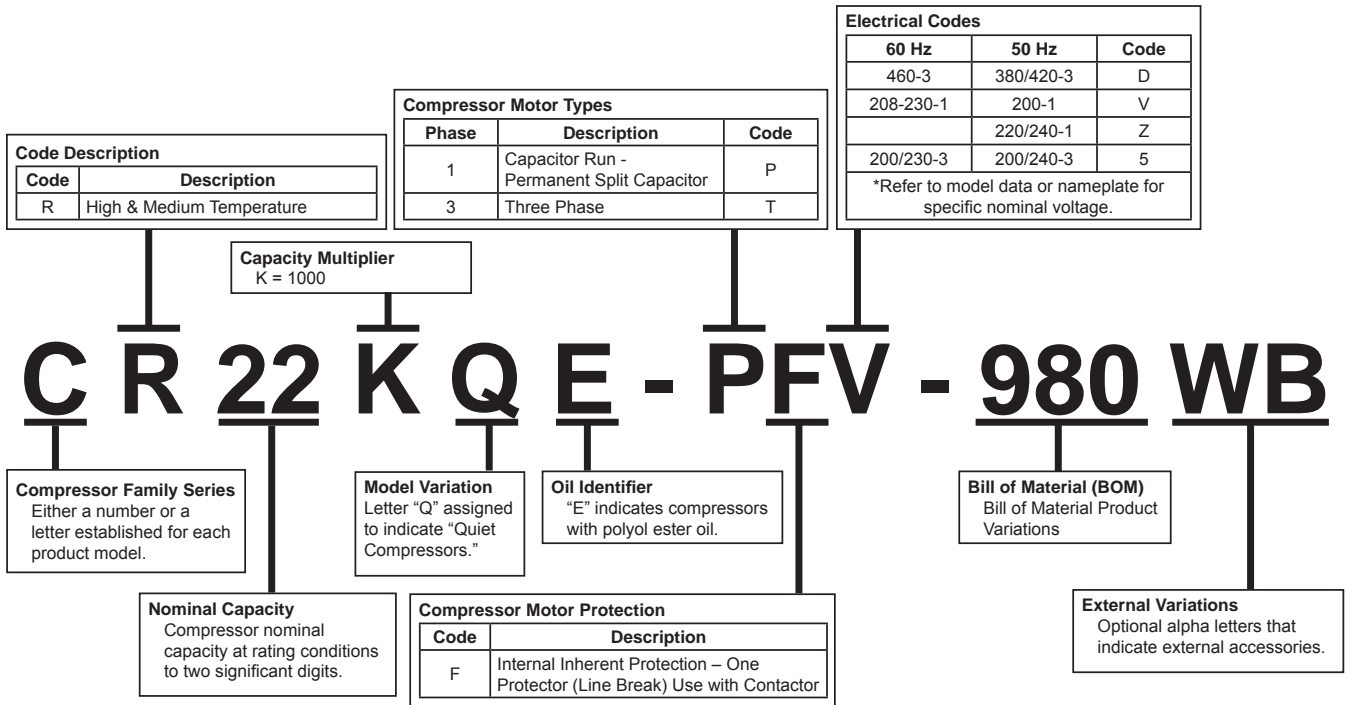 Electrical Codes
60 Hz 50 Hz Code
460-3 380/420-3 D
208-230-1 200-1 V
220/240-1 Z
200/230-3 200/240-3 5
*Refer to model data or nameplate for
specific nominal voltage.
Compressor Motor Types
Phase Description Code
1 Capacitor Run -
Permanent Split Capacitor P
3 Three Phase T
Code Description
Code Description
R High & Medium Temperature
Capacity Multiplier
K = 1000
C R 22 K Q E - P F V - 980 WB
Compressor Family Series
Either a number or a
letter established for each
product model.
Model Variation
Letter “Q” assigned
to indicate “Quiet
Compressors.”
Oil Identifier
“E” indicates compressors
with polyol ester oil.
Bill of Material (BOM)
Bill of Material Product
Variations
Nominal Capacity
Compressor nominal
capacity at rating conditions
to two significant digits.
Compressor Motor Protection
Code Description
F Internal Inherent Protection – One
Protector (Line Break) Use with Contactor
External Variations
Optional alpha letters that
indicate external accessories.